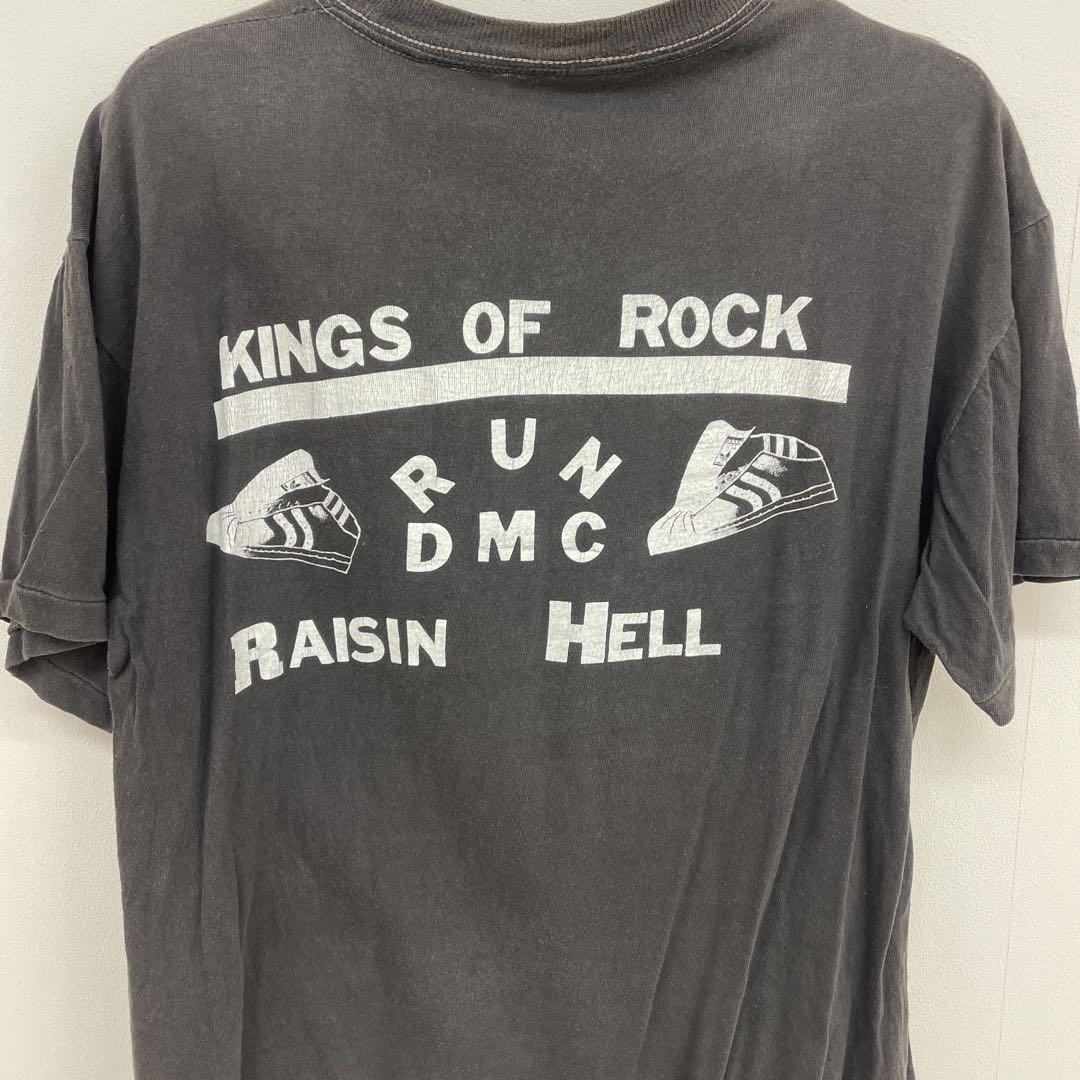 KINGS OF ROCK
RUN
DMC
RAISIN HELL